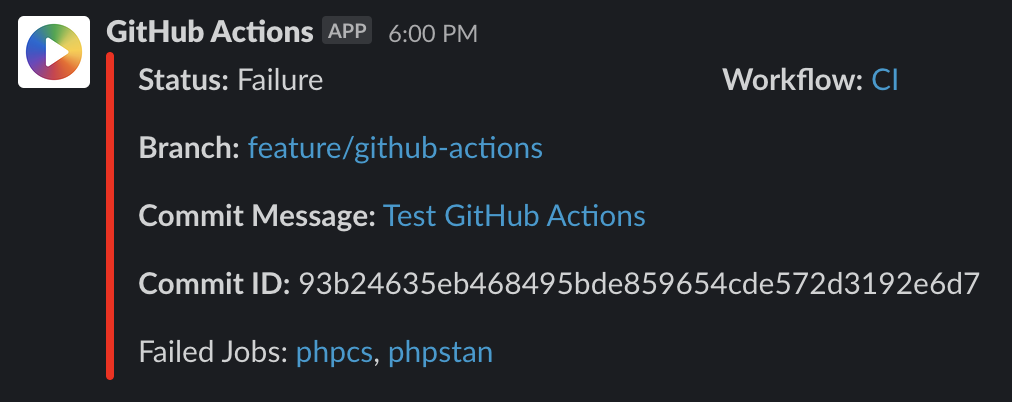 GitHub Actions APP 6:00 PM
Status: Failure Workflow: CI
Branch: feature/github-actions
Commit Message: Test GitHub Actions
Commit ID: 93b24635eb468495bde859654cde572d3192e6d7
Failed Jobs: phpcs, phpstan